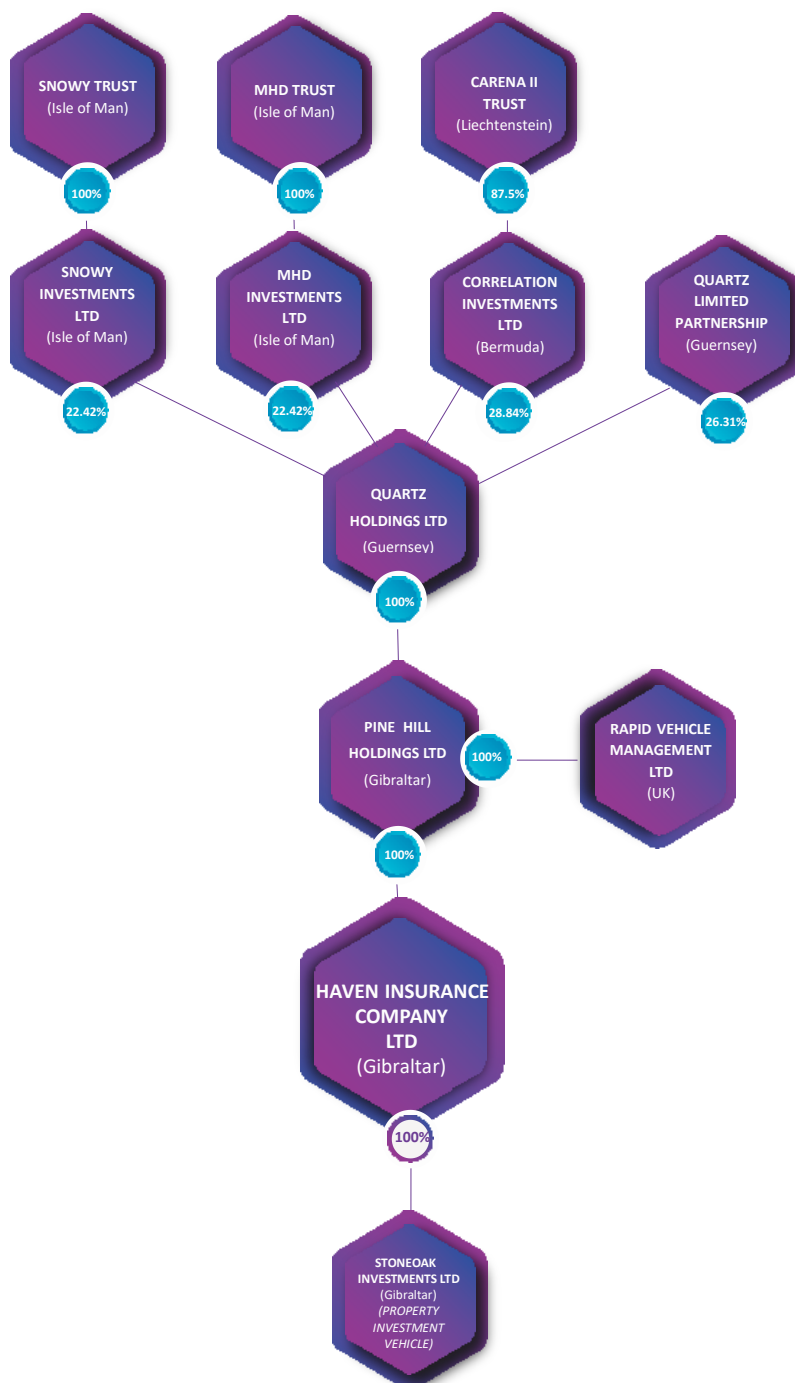 SNOWY TRUST
(Isle of Man)
MHD TRUST
(Isle of Man)
CARENA II
TRUST
(Liechtenstein)
100%
100%
87.5%
SNOWY
INVESTMENTS
LTD
(Isle of Man)
MHD
INVESTMENTS
LTD
(Isle of Man)
CORRELATION
INVESTMENTS
LTD
(Bermuda)
QUARTZ
LIMITED
PARTNERSHIP
(Guernsey)
22.42%
22.42%
28.84%
26.31%
QUARTZ
HOLDINGS LTD
(Guernsey)
100%
PINE HILL
HOLDINGS LTD
(Gibraltar)
100%
RAPID VEHICLE
MANAGEMENT
LTD
(UK)
100%
HAVEN INSURANCE
COMPANY
LTD
(Gibraltar)
100%
STONEOAK
INVESTMENTS LTD
(Gibraltar)
(PROPERTY
INVESTMENT
VEHICLE)